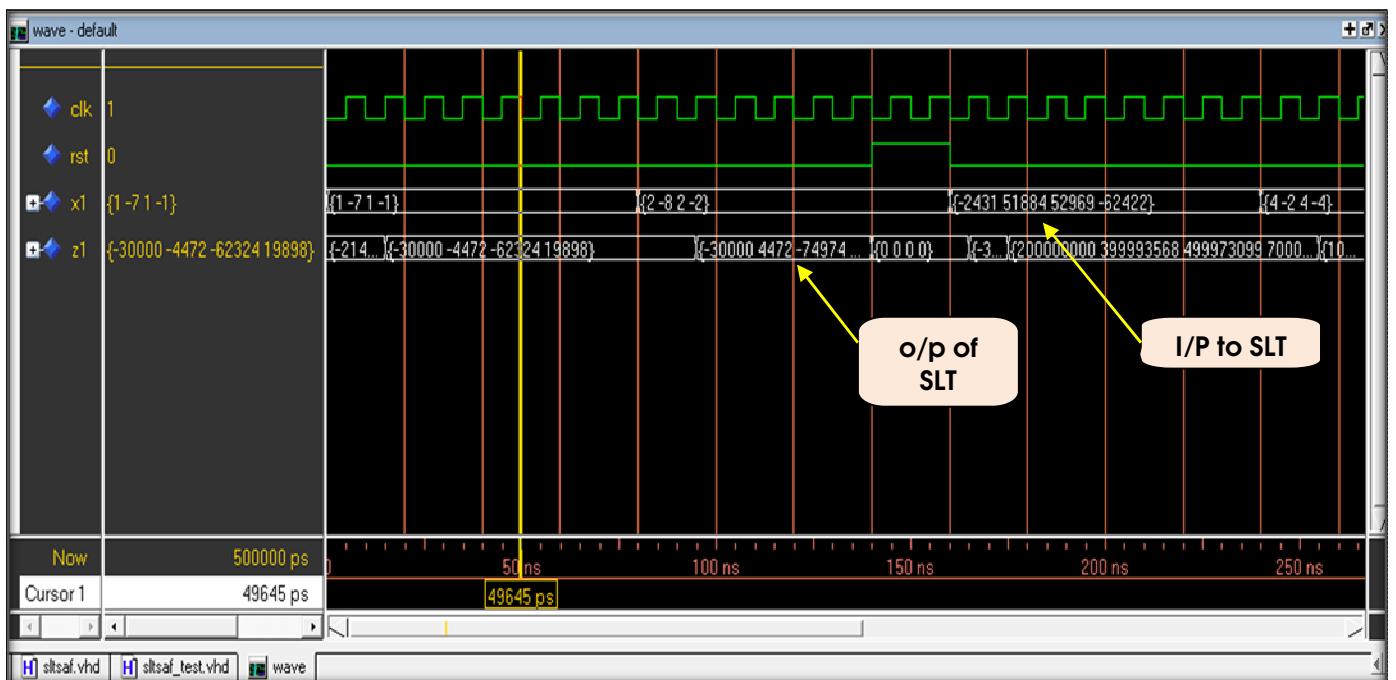 wave - default
clk 1
rst 0
x1 {1 -7 1 -1} {1 -7 1 -1} {2 -8 2 -2} {-2431 51884 52969 -62422} {4 -2 4 -4}
z1 {-30000 -4472 -62324 19898} {-214... {-30000 -4472 -62324 19898} {-30000 4472 -74974 ... {0 0 0 0} {-3... {200000000 399993568 499973099 7000... {10...
o/p of
SLT
I/P to SLT
Now 500000 ps 50 ns 100 ns 150 ns 200 ns 250 ns
Cursor 1 49645 ps 49645 ps
sltsaf.vhd sltsaf_test.vhd wave